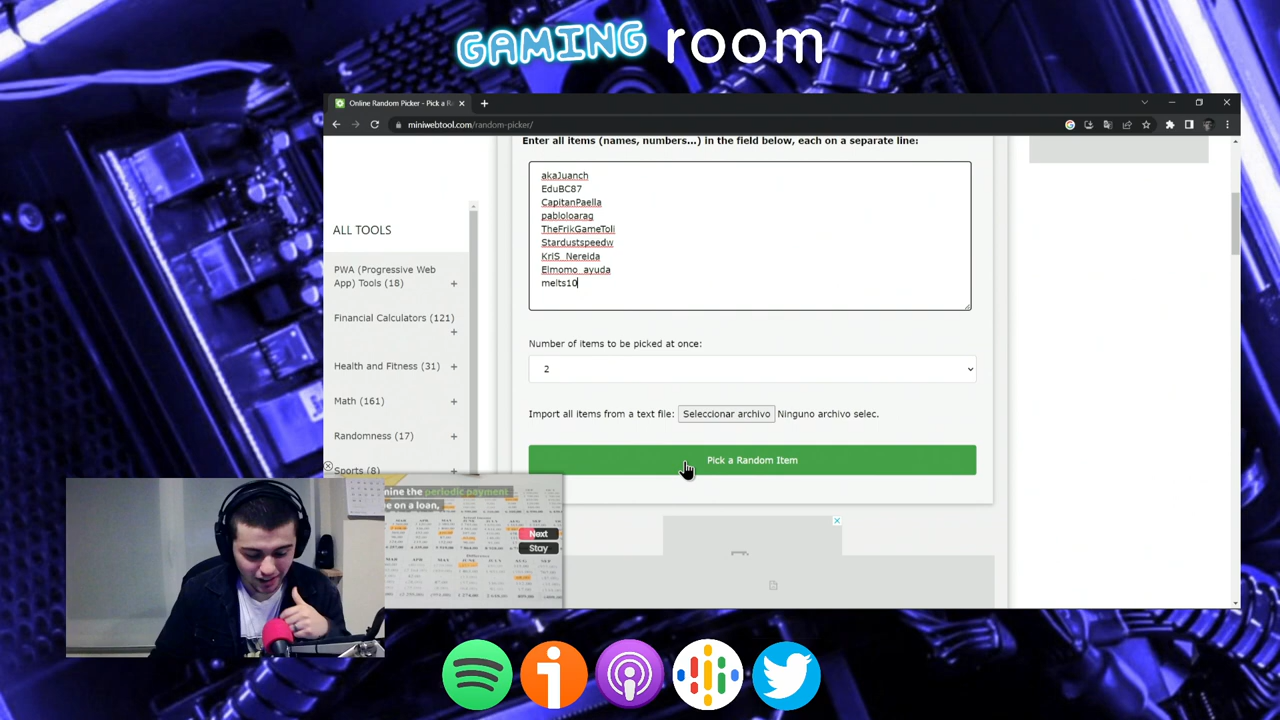 GAMING room
Online Random Picker - Pick a R
miniwebtool.com/random-picker/
Enter all items (names, numbers...) in the field below, each on a separate line:
akaJuanch
EduBC87
CapitanPaella
pabloloarag
TheFrikGameToli
Stardustspeedw
KrIS_Nereida
Elmomo_ayuda
melts10
Number of items to be picked at once:
2
Import all items from a text file: Seleccionar archivo Ninguno archivo selec.
Pick a Random Item
ALL TOOLS
PWA (Progressive Web
App) Tools (18) +
Financial Calculators (121)
+
Health and Fitness (31) +
Math (161) +
Randomness (17) +
Sports (8) +
mine the periodic peyment
e on a loan,
Next
Stay